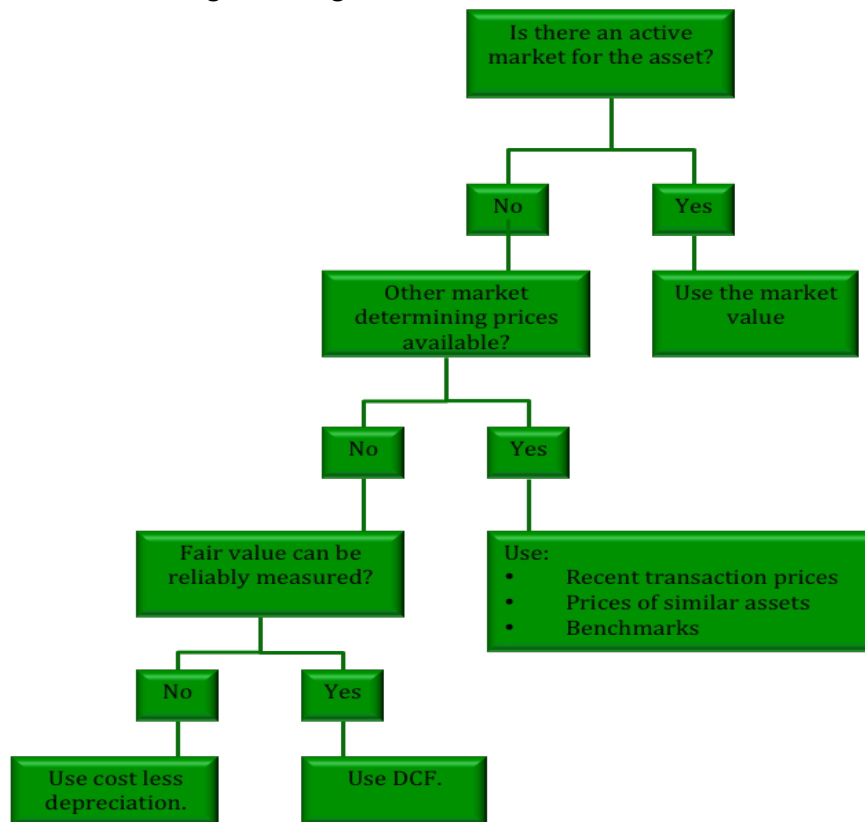 Is there an active
market for the asset?
No
Yes
Other market
determining prices
available?
Use the market
value
No
Yes
Fair value can be
reliably measured?
Use:
• Recent transaction prices
• Prices of similar assets
• Benchmarks
No
Yes
Use cost less
depreciation.
Use DCF.